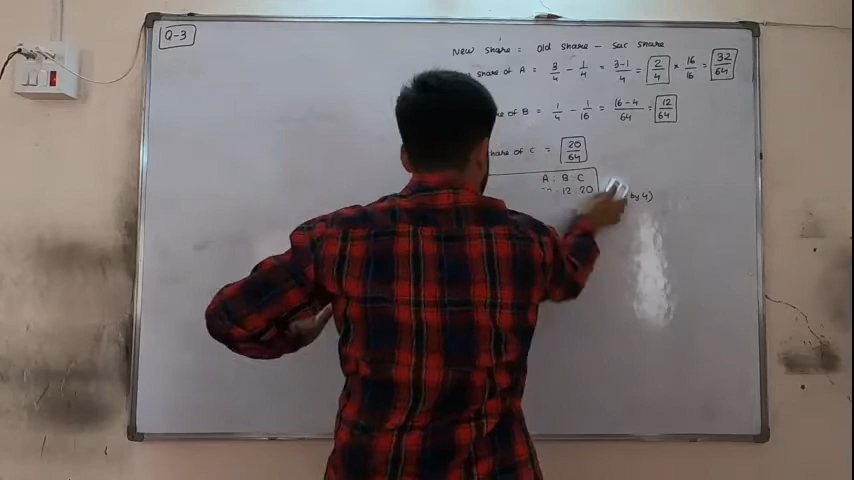 Q-3
New share = Old share - sac share
share of A = 3/4 - 1/4 = 3-1/4 = 2/4 × 16/16 = 32/64
re of B = 1/4 - 1/16 = 16-4/64 = 12/64
share of C = 20/64
A : B : C
: 12 : 20 by 4)